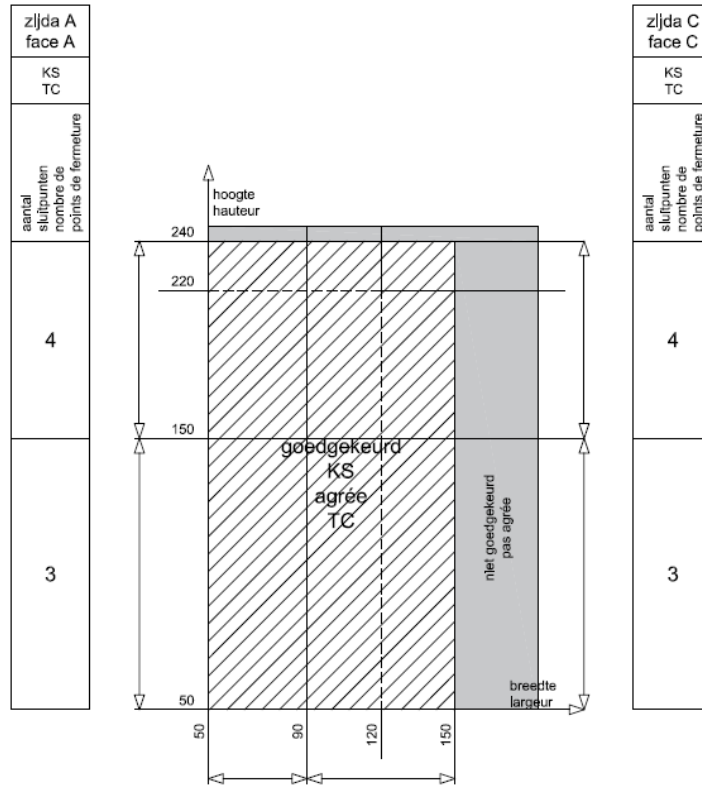 zijda A
face A
KS
TC
aantal
sluitpunten
nombre de
points de fermeture
4
3
hoogte
hauteur
240
220
150
50
goedgekeurd
KS
agrée
TC
niet goedgekeurd
pas agrée
breedte
largeur
50
90
120
150
zijda C
face C
KS
TC
aantal
sluitpunten
nombre de
points de fermeture
4
3